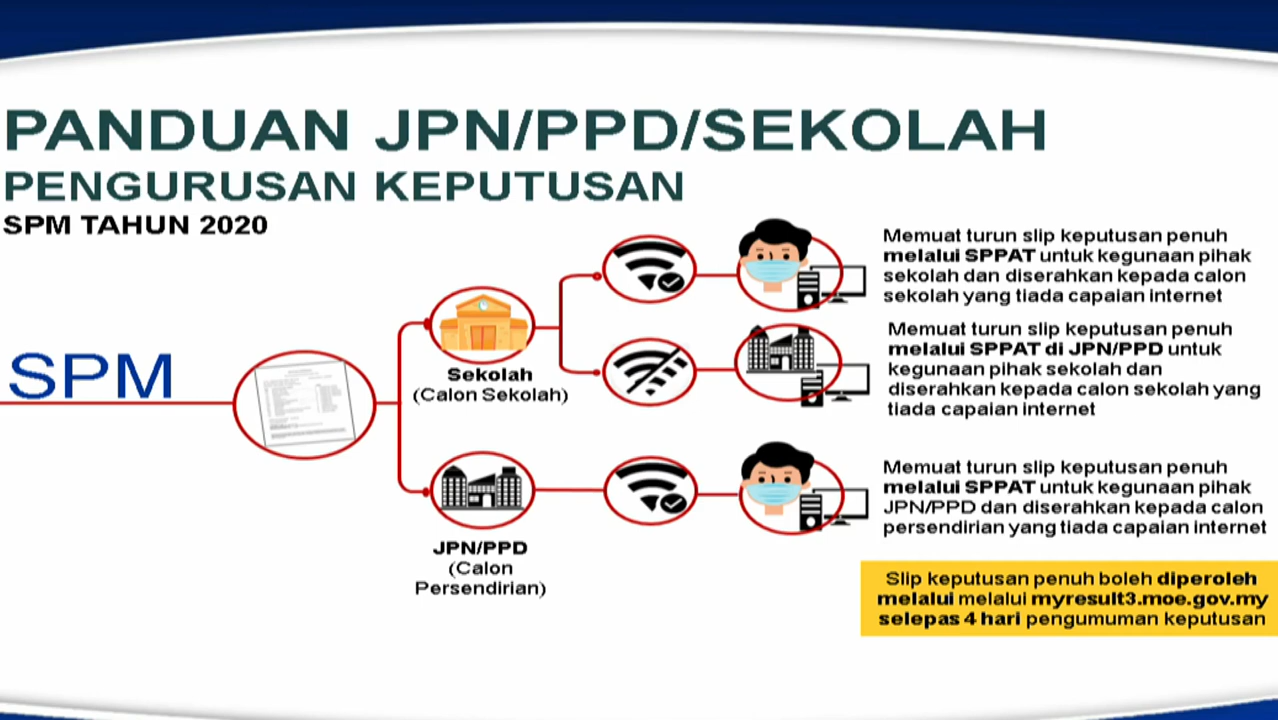 PANDUAN JPN/PPD/SEKOLAH
PENGURUSAN KEPUTUSAN
SPM TAHUN 2020
SPM
Sekolah
(Calon Sekolah)
JPN/PPD
(Calon
Persendirian)
Memuat turun slip keputusan penuh
melalui SPPAT untuk kegunaan pihak
sekolah dan diserahkan kepada calon
sekolah yang tiada capaian internet
Memuat turun slip keputusan penuh
melalui SPPAT di JPN/PPD untuk
kegunaan pihak sekolah dan
diserahkan kepada calon sekolah yang
tiada capaian internet
Memuat turun slip keputusan penuh
melalui SPPAT untuk kegunaan pihak
JPN/PPD dan diserahkan kepada calon
persendirian yang tiada capaian internet
Slip keputusan penuh boleh diperoleh
melalui melalui myresult3.moe.gov.my
selepas 4 hari pengumuman keputusan